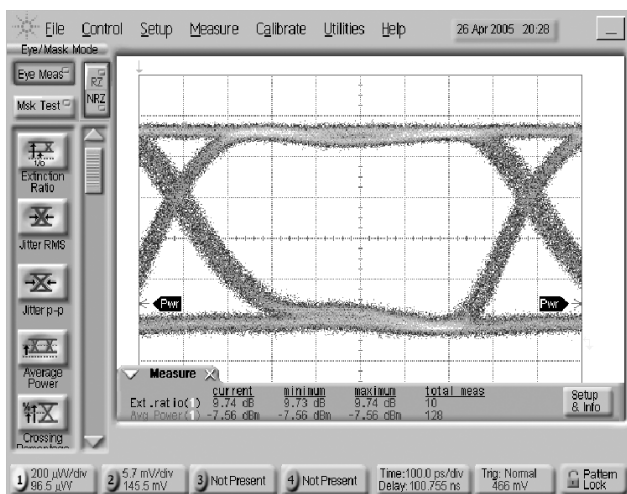 File Control Setup Measure Calibrate Utilities Help 26 Apr 2005 20:28
Eye/Mask Mode
Eye Meas
RZ
Msk Test
NRZ
Extinction
Ratio
Jitter RMS
Jitter p-p
Average
Power
Crossing
Percentage
Pwr Pwr
Measure
current minimum maximum total meas
Ext.ratio(1) 9.74 dB 9.73 dB 9.74 dB 10
Avg Power(1) -7.56 dBm -7.56 dBm -7.56 dBm 128
Setup
& Info
1 200 µW/div
96.5 µW
2 5.7 mV/div
145.5 mV
3 Not Present
4 Not Present
Time:100.0 ps/div
Delay:100.755 ns
Trig: Normal
466 mV
Pattern
Lock